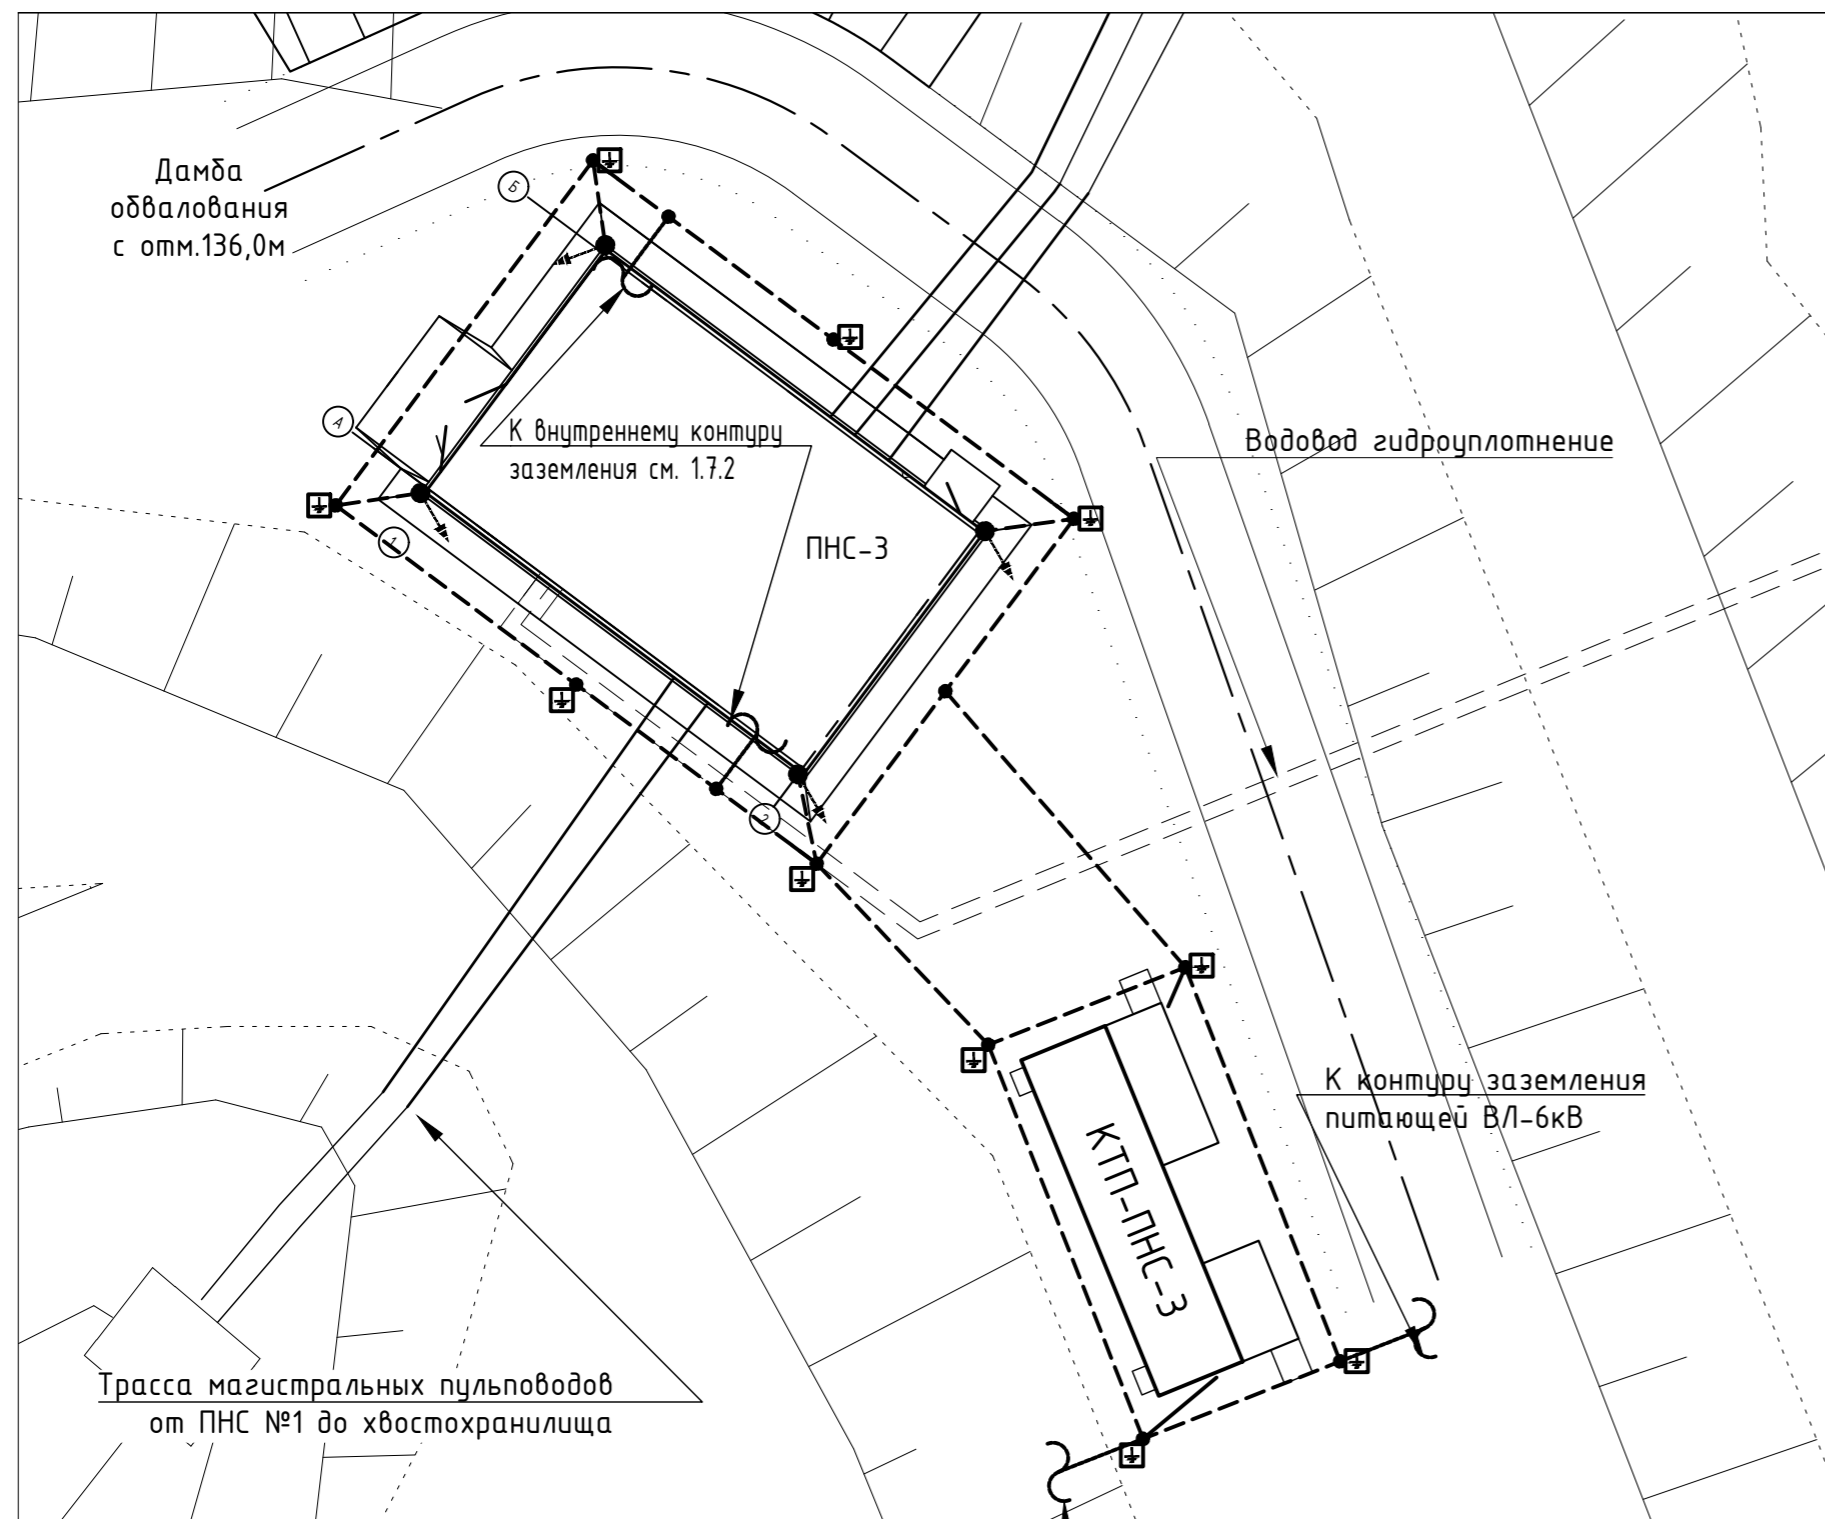 Дамба
обвалования
с отм.136,0м
Б
А
К внутреннему контуру
заземления см. 1.7.2
Водовод гидроуплотнение
1
ПНС-3
2
К контуру заземления
питающей ВЛ-6кВ
КТП-ПНС-3
Трасса магистральных пульповодов
от ПНС №1 до хвостохранилища